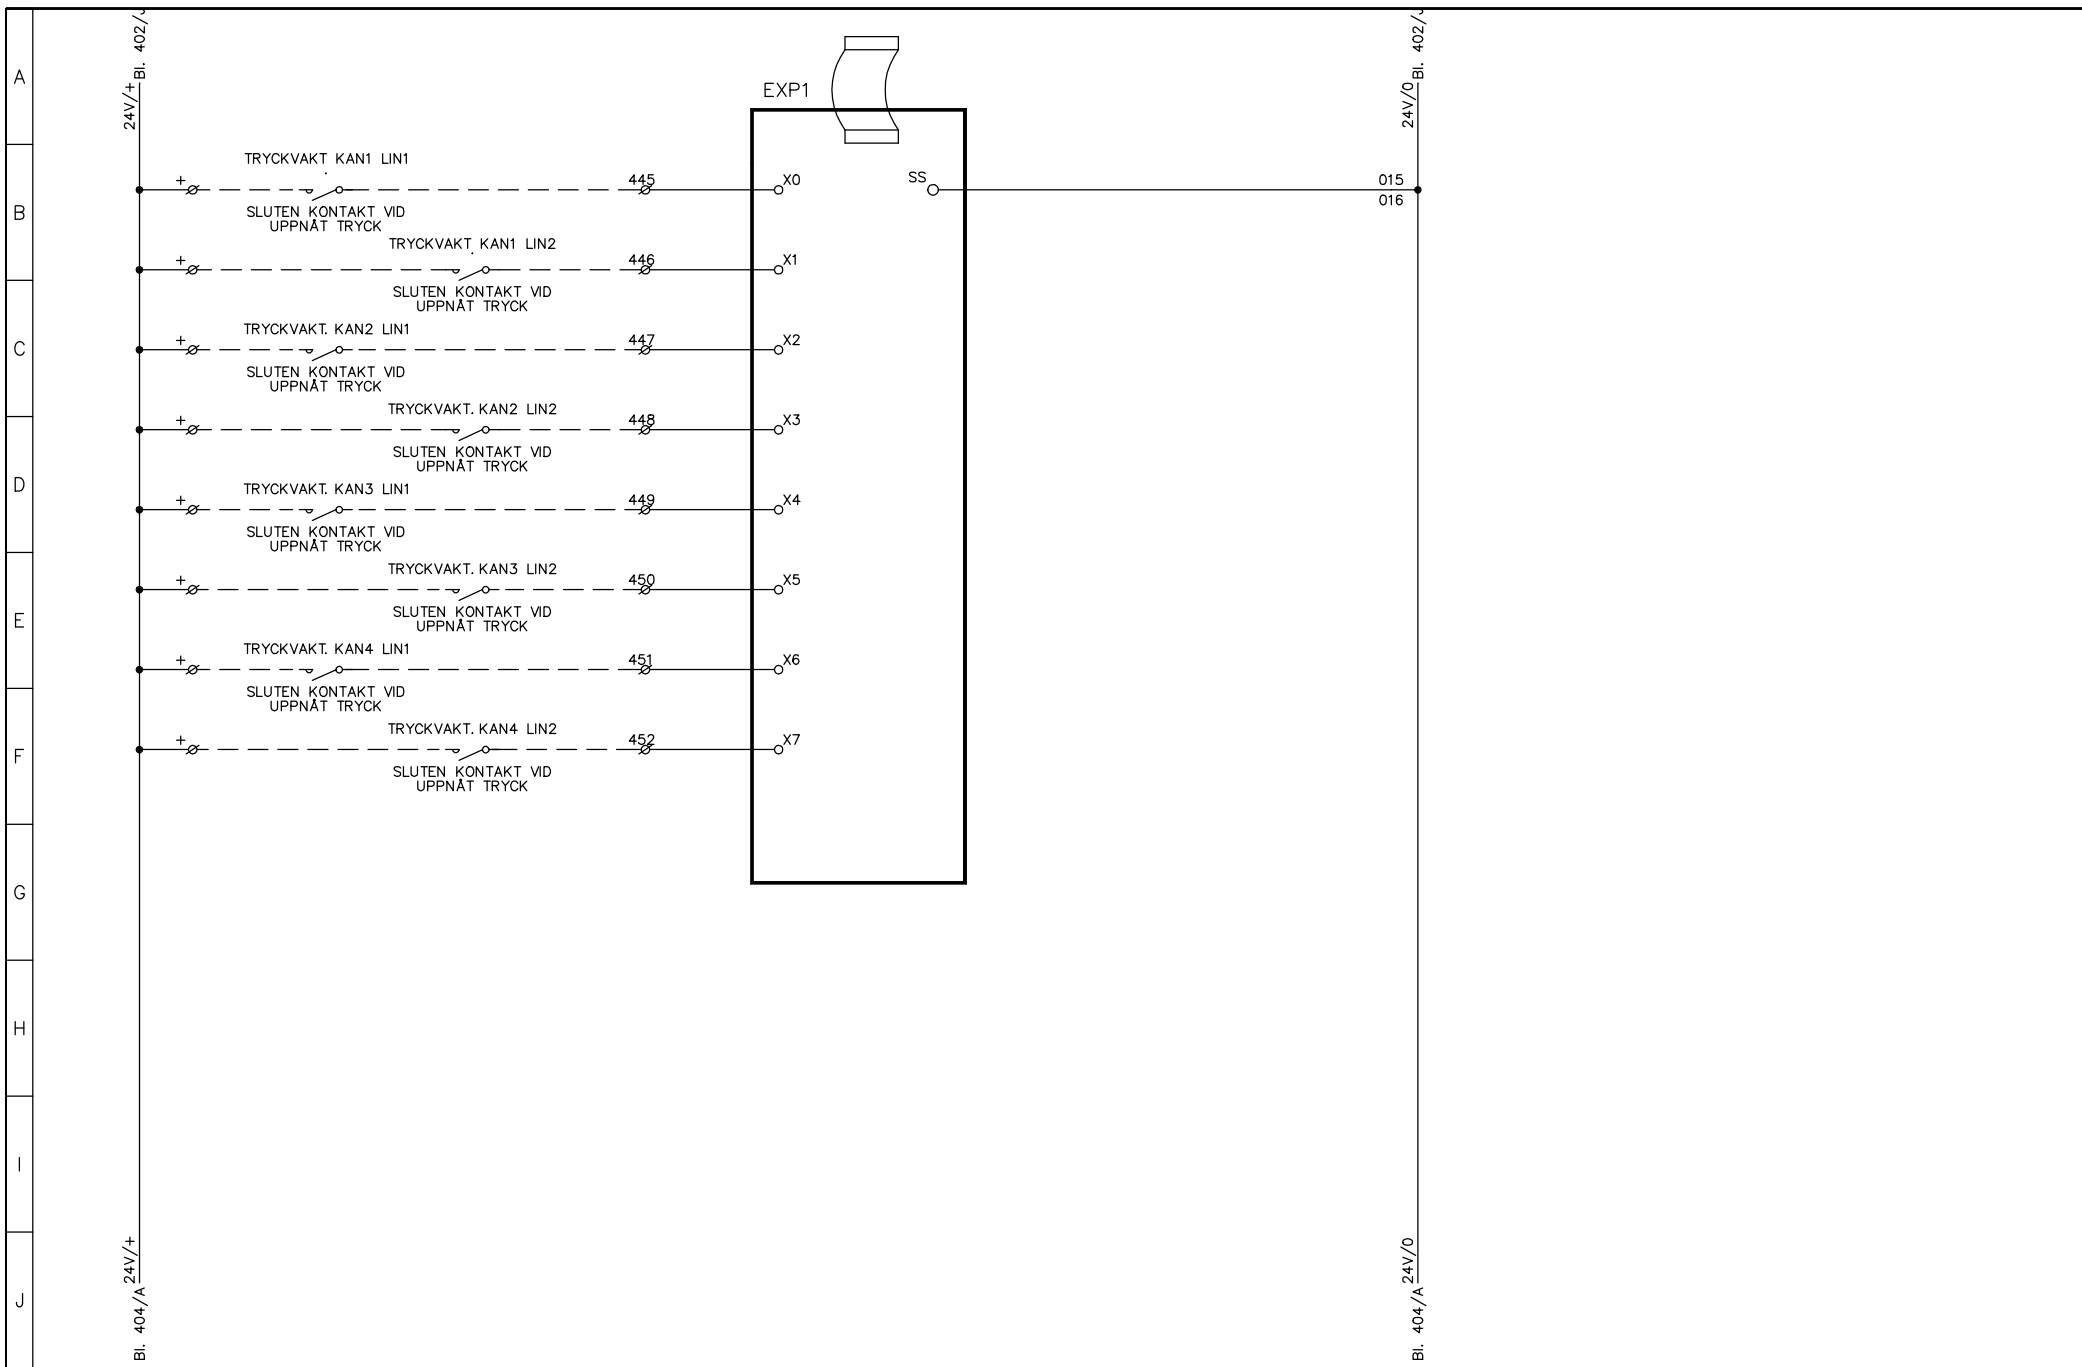 Bl. 402/J
24V/+
Bl. 402/J
24V/0
A
EXP1
TRYCKVAKT KAN1 LIN1
+
445
X0
SS
015
016
B
SLUTEN KONTAKT VID
UPPNÅT TRYCK
TRYCKVAKT KAN1 LIN2
+
446
X1
SLUTEN KONTAKT VID
UPPNÅT TRYCK
C
TRYCKVAKT. KAN2 LIN1
+
447
X2
SLUTEN KONTAKT VID
UPPNÅT TRYCK
TRYCKVAKT. KAN2 LIN2
+
448
X3
SLUTEN KONTAKT VID
UPPNÅT TRYCK
D
TRYCKVAKT. KAN3 LIN1
+
449
X4
SLUTEN KONTAKT VID
UPPNÅT TRYCK
TRYCKVAKT. KAN3 LIN2
+
450
X5
SLUTEN KONTAKT VID
UPPNÅT TRYCK
E
TRYCKVAKT. KAN4 LIN1
+
451
X6
SLUTEN KONTAKT VID
UPPNÅT TRYCK
TRYCKVAKT. KAN4 LIN2
+
452
X7
F
SLUTEN KONTAKT VID
UPPNÅT TRYCK
G
H
I
J
24V/+
Bl. 404/A
24V/0
Bl. 404/A